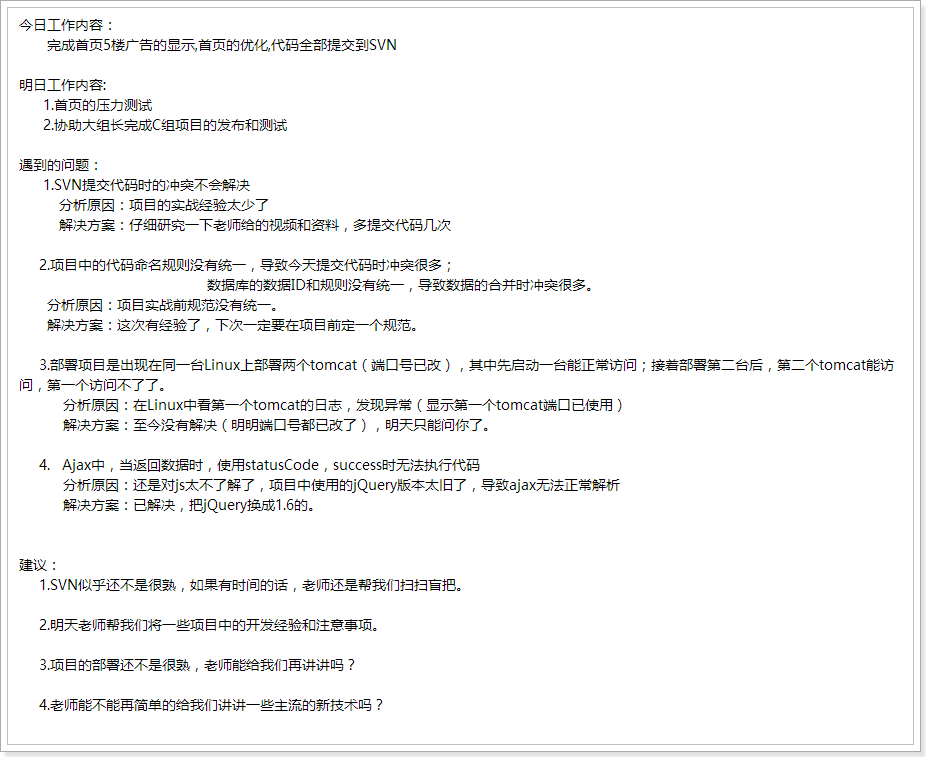 今日工作内容：
完成首页5楼广告的显示,首页的优化,代码全部提交到SVN
明日工作内容:
1.首页的压力测试
2.协助大组长完成C组项目的发布和测试
遇到的问题：
1.SVN提交代码时的冲突不会解决
分析原因：项目的实战经验太少了
解决方案：仔细研究一下老师给的视频和资料，多提交代码几次
2.项目中的代码命名规则没有统一，导致今天提交代码时冲突很多；
数据库的数据ID和规则没有统一，导致数据的合并时冲突很多。
分析原因：项目实战前规范没有统一。
解决方案：这次有经验了，下次一定要在项目前定一个规范。
3.部署项目是出现在同一台Linux上部署两个tomcat（端口号已改），其中先启动一台能正常访问；接着部署第二台后，第二个tomcat能访
问，第一个访问不了了。
分析原因：在Linux中看第一个tomcat的日志，发现异常（显示第一个tomcat端口已使用）
解决方案：至今没有解决（明明端口号都已改了），明天只能问你了。
4. Ajax中，当返回数据时，使用statusCode，success时无法执行代码
分析原因：还是对js太不了解了，项目中使用的jQuery版本太旧了，导致ajax无法正常解析
解决方案：已解决，把jQuery换成1.6的。
建议：
1.SVN似乎还不是很熟，如果有时间的话，老师还是帮我们扫扫盲把。
2.明天老师帮我们将一些项目中的开发经验和注意事项。
3.项目的部署还不是很熟，老师能给我们再讲讲吗？
4.老师能不能再简单的给我们讲讲一些主流的新技术吗？